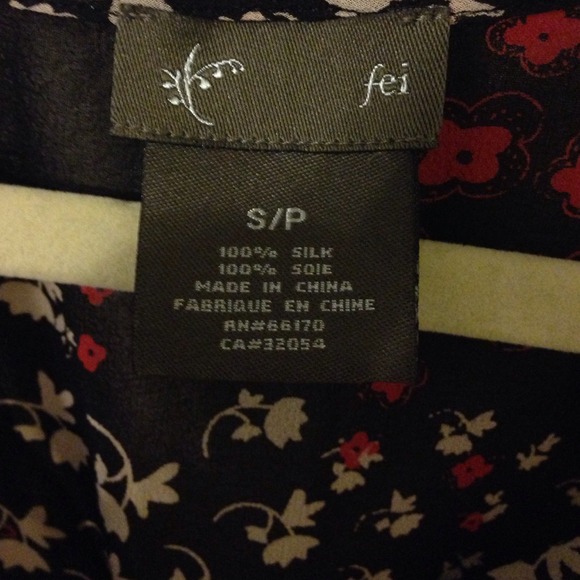 fei
S/P
100% SILK
100% SOIE
MADE IN CHINA
FABRIQUE EN CHINE
RN#66170
CA#32054